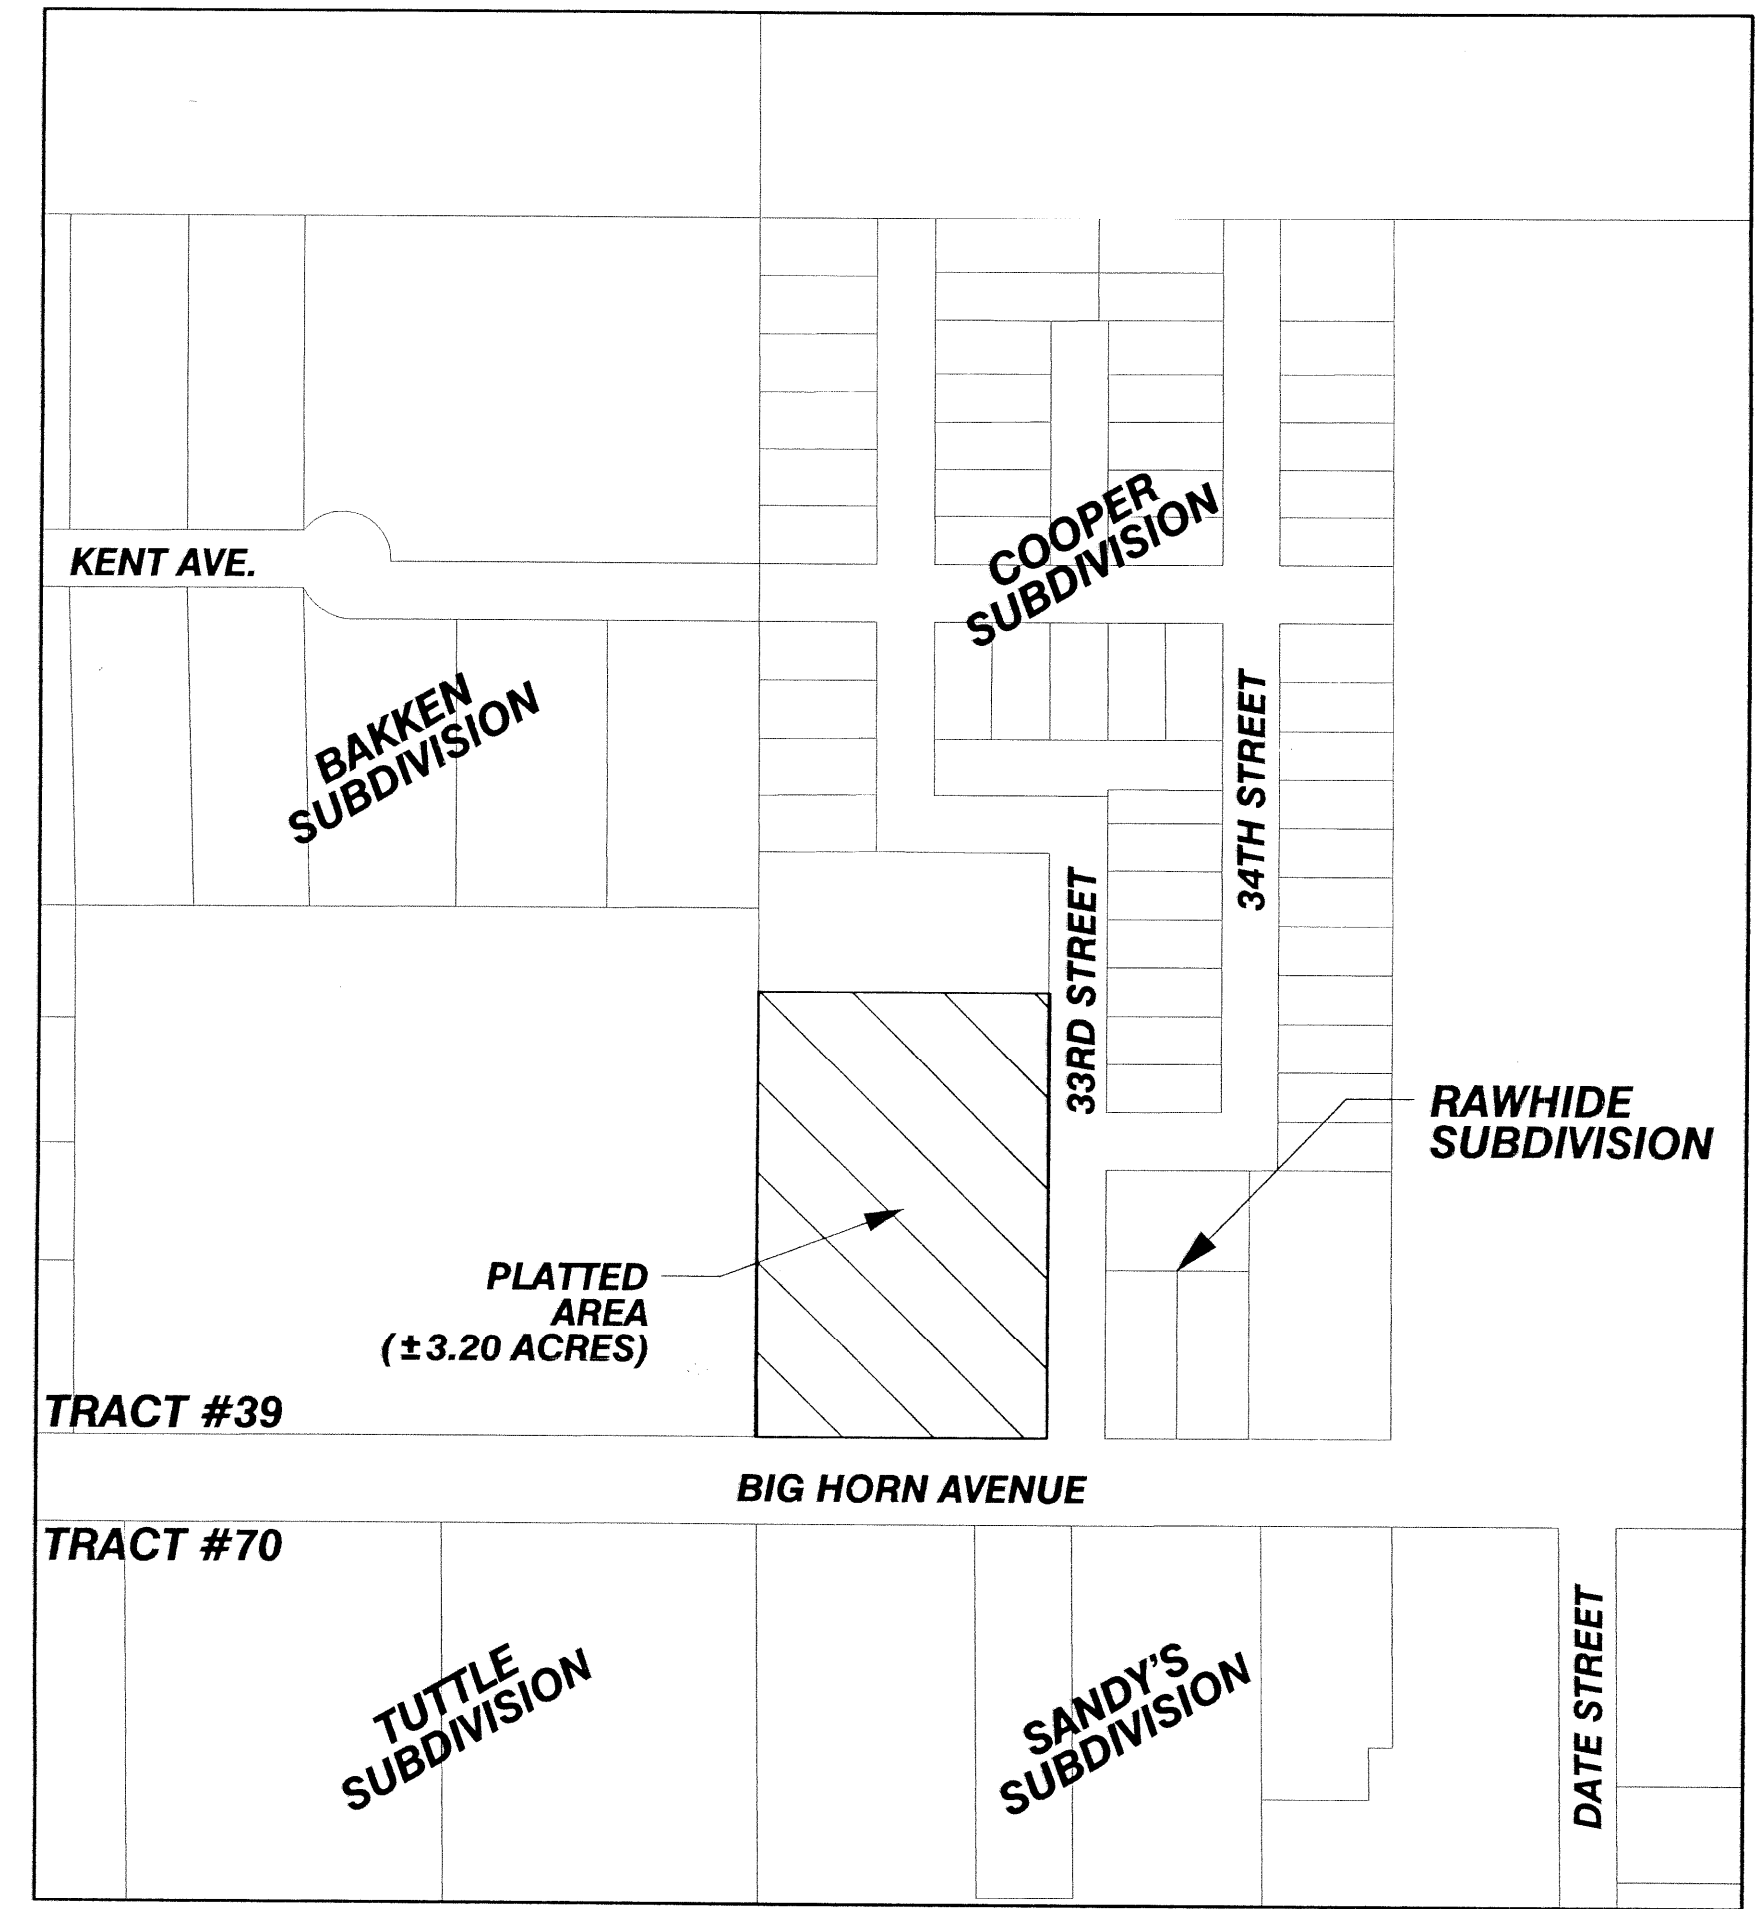 COOPER
SUBDIVISION
KENT AVE.
BAKKEN
SUBDIVISION
34TH STREET
33RD STREET
RAWHIDE
SUBDIVISION
PLATTED
AREA
(±3.20 ACRES)
TRACT #39
BIG HORN AVENUE
TRACT #70
TUTTLE
SUBDIVISION
SANDY'S
SUBDIVISION
DATE STREET